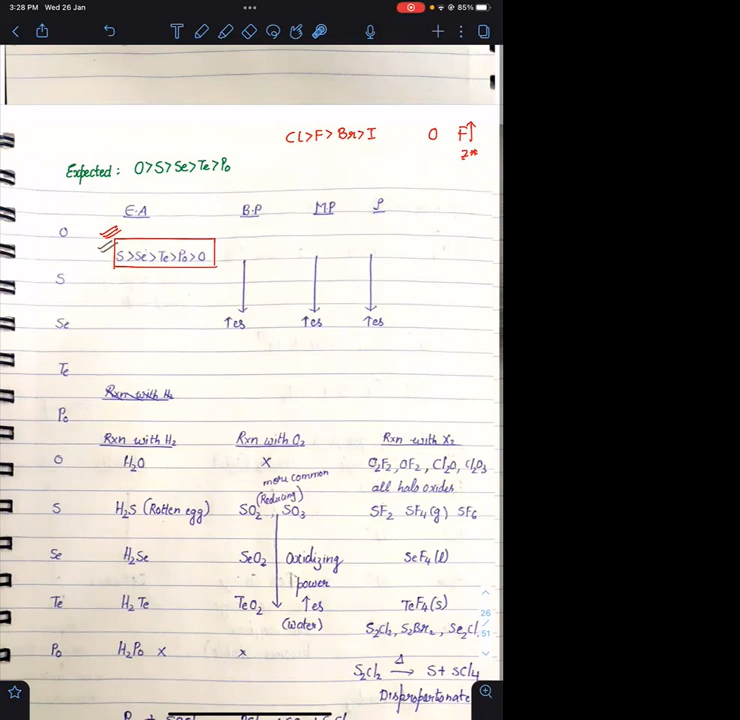 3:28 PM Wed 26 Jan
85%
Cl>F>Br>I O F↑
Expected: O>S>Se>Te>Po
E.A B.P M.P
O
S>Se>Te>Po>O
S
Se ↑es ↑es ↑es
Te
Rxn with H₂
Po
Rxn with H₂ Rxn with O₂ Rxn with X₂
O H₂O x O₂F₂, OF₂, Cl₂O, Cl₂O₃
more common all halo oxides
(Reducing)
S H₂S (Rotten egg) SO₂, SO₃ SF₂ SF₄(g) SF₆
Se H₂Se SeO₂ Oxidizing SeF₄(l)
power
Te H₂Te TeO₂ ↑es TeF₄(s)
26
(water) S₂Cl₂, S₂Br₂, Se₂Cl
51
Po H₂Po x x
S₂Cl₂ Δ→ S + SCl₄
Disproportionate